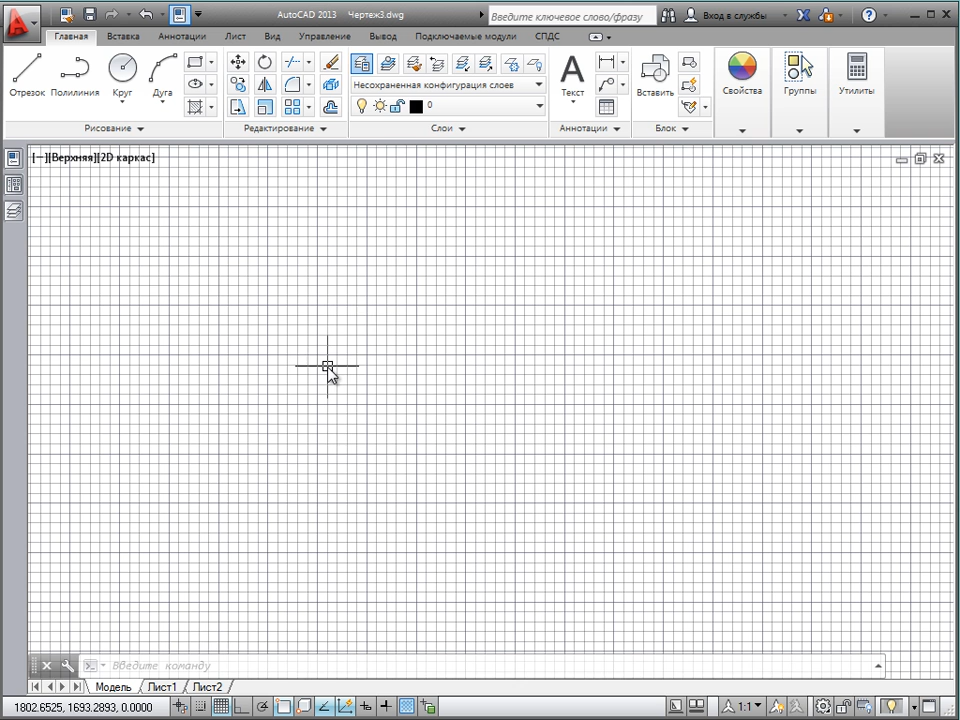 AutoCAD 2013 Чертеж3.dwg
Введите ключевое слово/фразу
Вход в службы
Главная Вставка Аннотации Лист Вид Управление Вывод Подключаемые модули СПДС
Отрезок Полилиния Круг Дуга
Несохраненная конфигурация слоев
0
Текст
Вставить
Свойства
Группы
Утилиты
Рисование Редактирование Слои Аннотации Блок
[−][Верхняя][2D каркас]
Введите команду
Модель Лист1 Лист2
1802.6525, 1693.2893, 0.0000
1:1